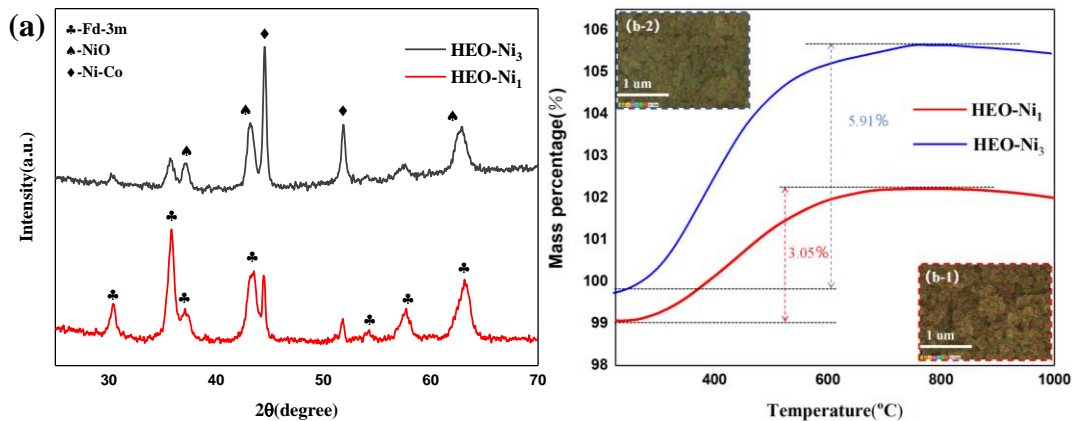 (a)
♣-Fd-3m
♠-NiO
♦-Ni-Co
HEO-Ni3
HEO-Ni1
Intensity(a.u.)
30 40 50 60 70
2θ(degree)
106
105
104
103
102
101
100
99
98
Mass percentage(%)
(b-2)
1 um
5.91%
HEO-Ni1
HEO-Ni3
3.05%
(b-1)
1 um
400 600 800 1000
Temperature(°C)